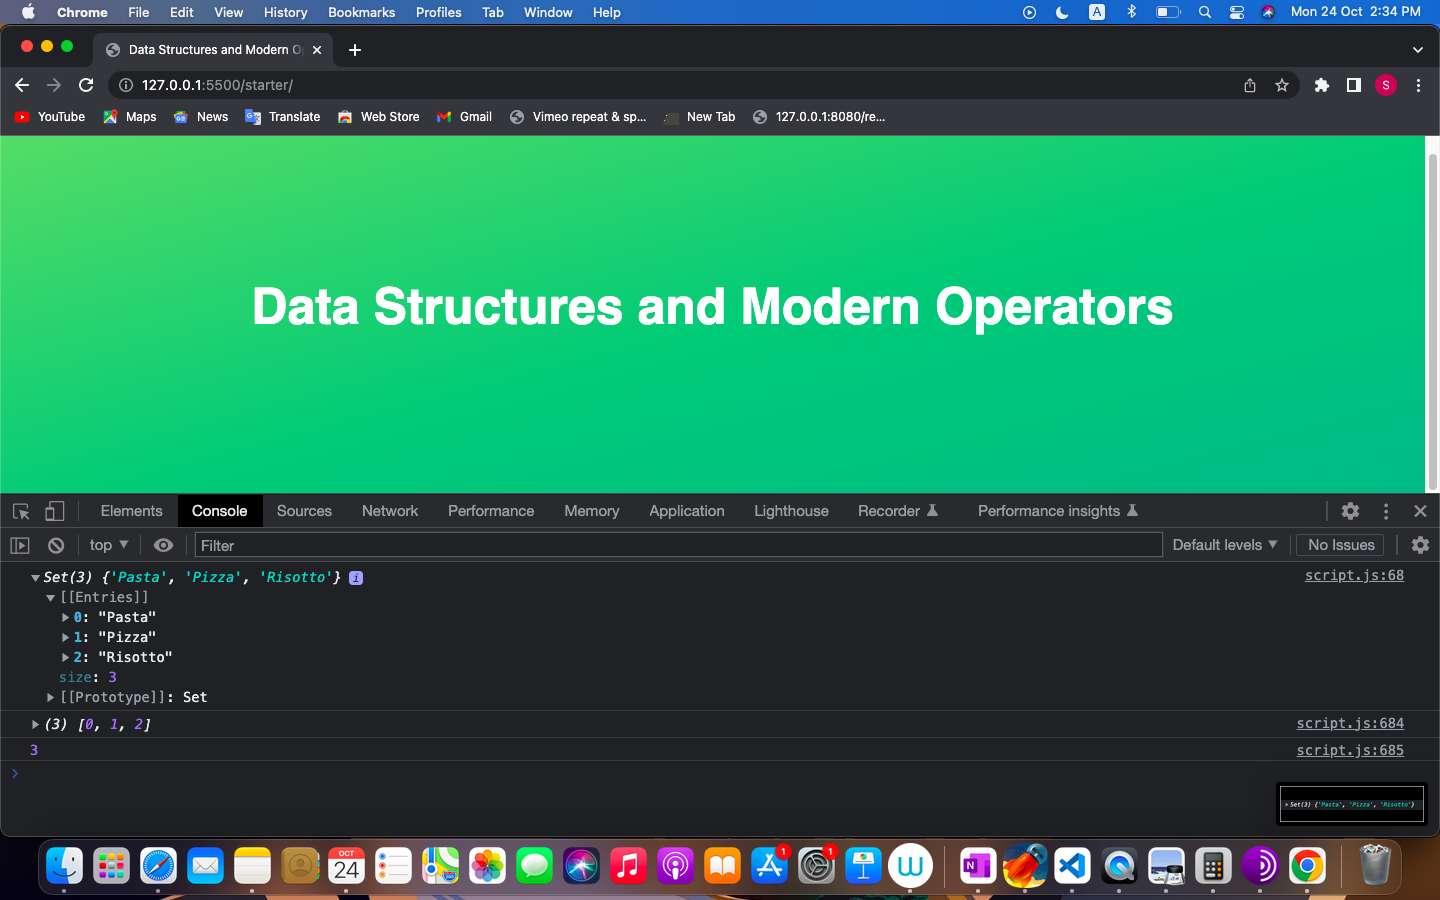 Chrome File Edit View History Bookmarks Profiles Tab Window Help A Mon 24 Oct 2:34 PM
Data Structures and Modern O
127.0.0.1:5500/starter/ S
YouTube Maps News Translate Web Store Gmail Vimeo repeat & sp... New Tab 127.0.0.1:8080/re...
Data Structures and Modern Operators
Elements Console Sources Network Performance Memory Application Lighthouse Recorder Performance insights
top Filter Default levels No Issues
Set(3) {'Pasta', 'Pizza', 'Risotto'} i script.js:68
[[Entries]]
0: "Pasta"
1: "Pizza"
2: "Risotto"
size: 3
[[Prototype]]: Set
(3) [0, 1, 2] script.js:684
3 script.js:685
Set(3) {'Pasta', 'Pizza', 'Risotto'}
OCT 1 1
24 W N